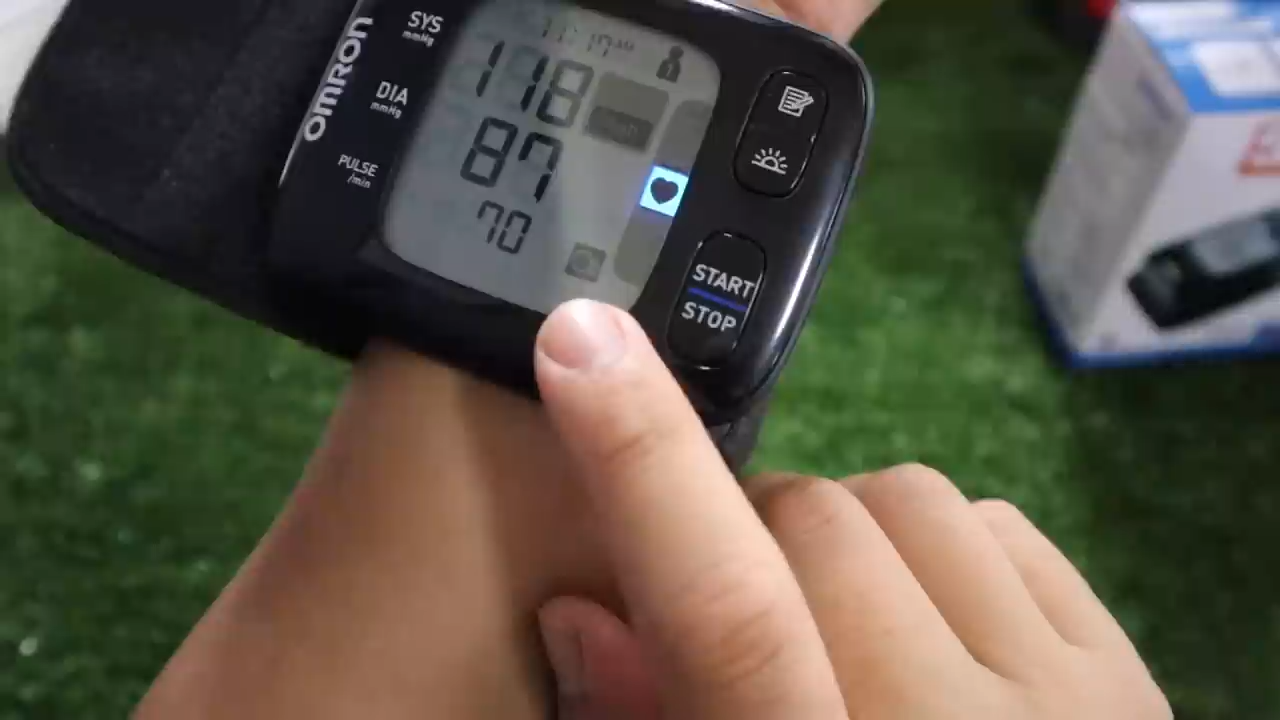 OMRON
SYS
mmHg
118
DIA
mmHg
87
PULSE
/min
70
START
STOP